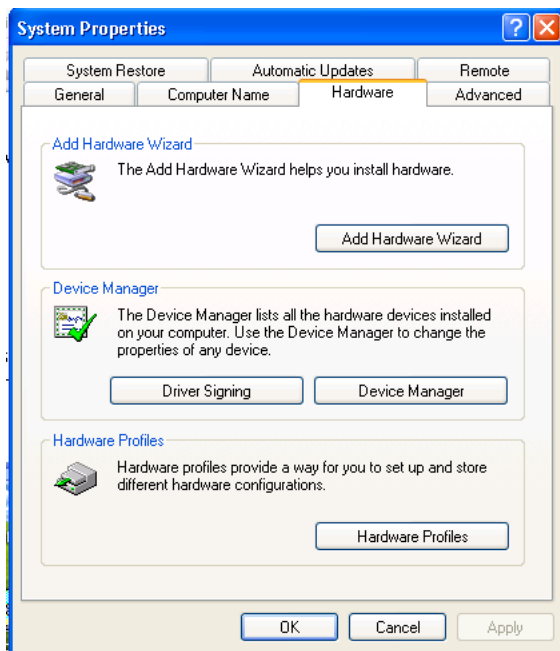 System Properties
System Restore Automatic Updates Remote
General Computer Name Hardware Advanced
Add Hardware Wizard
The Add Hardware Wizard helps you install hardware.
Add Hardware Wizard
Device Manager
The Device Manager lists all the hardware devices installed
on your computer. Use the Device Manager to change the
properties of any device.
Driver Signing Device Manager
Hardware Profiles
Hardware profiles provide a way for you to set up and store
different hardware configurations.
Hardware Profiles
OK Cancel Apply